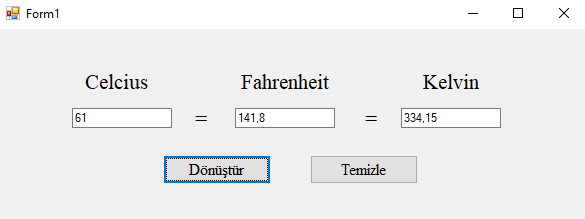 Form1
Celcius Fahrenheit Kelvin
61 = 141,8 = 334,15
Dönüştür Temizle